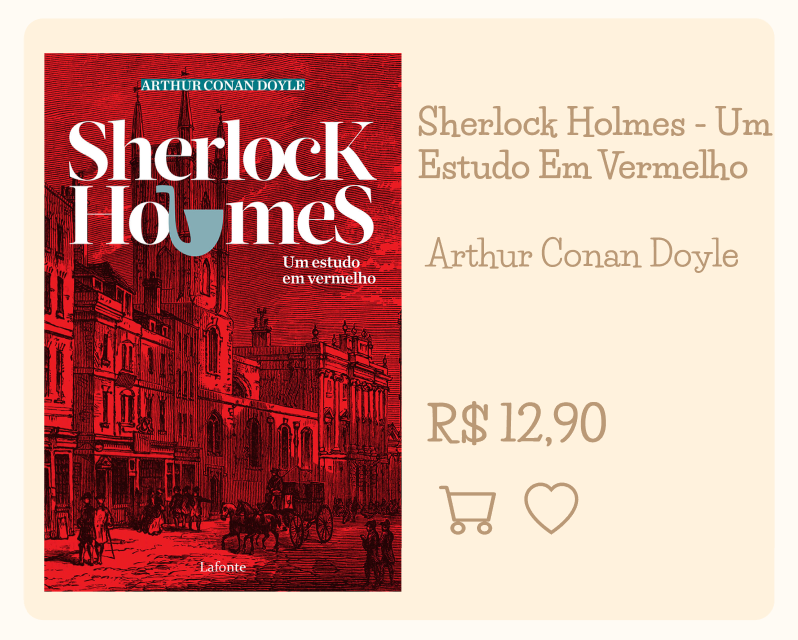 ARTHUR CONAN DOYLE
SherlocK
HolmeS
Um estudo
em vermelho
Lafonte
Sherlock Holmes - Um
Estudo Em Vermelho
Arthur Conan Doyle
R$ 12,90